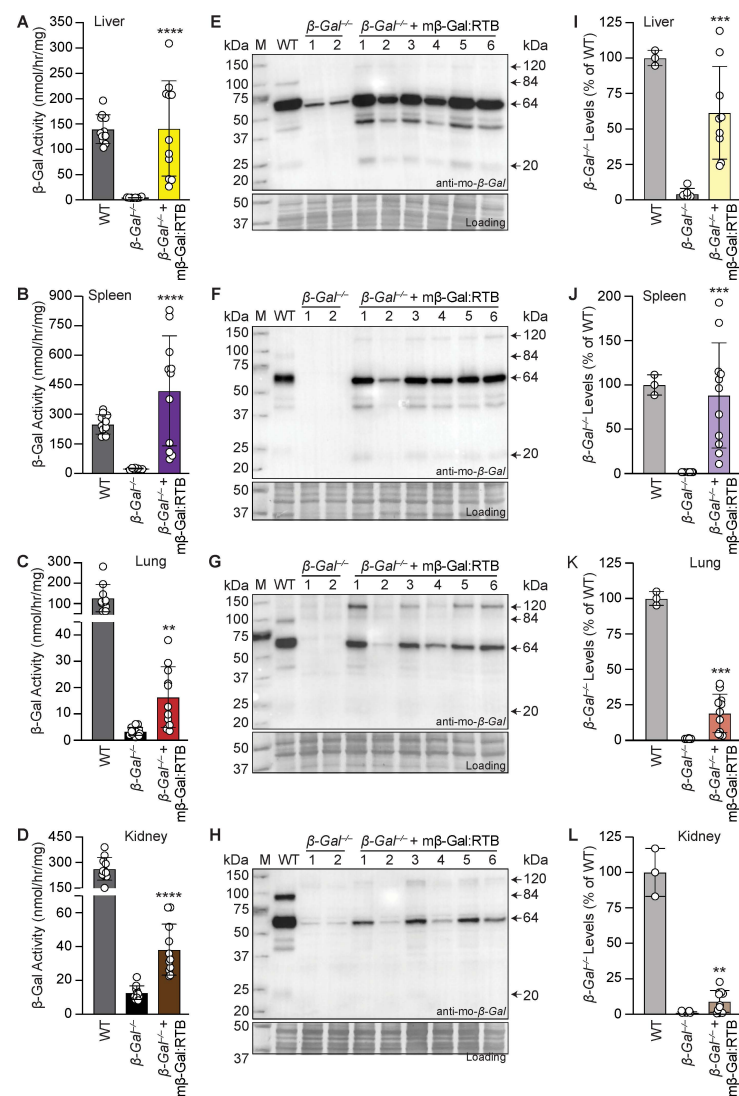 A
Liver
β-Gal Activity (nmol/hr/mg)
350
300
250
200
150
100
50
0
****
WT
β-Gal–/–
β-Gal–/– +
mβ-Gal:RTB
E
β-Gal–/–
β-Gal–/– + mβ-Gal:RTB
kDa M WT 1 2 1 2 3 4 5 6 kDa
150
100
75
50
37
25
20
120
84
64
20
anti-mo-β-Gal
50
37
Loading
I
Liver
β-Gal–/– Levels (% of WT)
125
100
75
50
25
0
***
WT
β-Gal–/–
β-Gal–/– +
mβ-Gal:RTB
B
Spleen
β-Gal Activity (nmol/hr/mg)
900
750
600
450
300
150
0
****
WT
β-Gal–/–
β-Gal–/– +
mβ-Gal:RTB
F
β-Gal–/–
β-Gal–/– + mβ-Gal:RTB
kDa M WT 1 2 1 2 3 4 5 6 kDa
150
100
75
50
37
25
20
120
84
64
20
anti-mo-β-Gal
50
37
Loading
J
Spleen
β-Gal–/– Levels (% of WT)
200
150
100
50
0
***
WT
β-Gal–/–
β-Gal–/– +
mβ-Gal:RTB
C
Lung
β-Gal Activity (nmol/hr/mg)
300
200
100
40
30
20
10
0
**
WT
β-Gal–/–
β-Gal–/– +
mβ-Gal:RTB
G
β-Gal–/–
β-Gal–/– + mβ-Gal:RTB
kDa M WT 1 2 1 2 3 4 5 6 kDa
150
100
75
50
37
25
20
120
84
64
20
anti-mo-β-Gal
50
37
Loading
K
Lung
β-Gal–/– Levels (% of WT)
125
100
75
50
25
0
***
WT
β-Gal–/–
β-Gal–/– +
mβ-Gal:RTB
D
Kidney
β-Gal Activity (nmol/hr/mg)
450
300
150
60
40
20
0
****
WT
β-Gal–/–
β-Gal–/– +
mβ-Gal:RTB
H
β-Gal–/–
β-Gal–/– + mβ-Gal:RTB
kDa M WT 1 2 1 2 3 4 5 6 kDa
150
100
75
50
37
25
20
120
84
64
20
anti-mo-β-Gal
50
37
Loading
L
Kidney
β-Gal–/– Levels (% of WT)
125
100
75
50
25
0
**
WT
β-Gal–/–
β-Gal–/– +
mβ-Gal:RTB